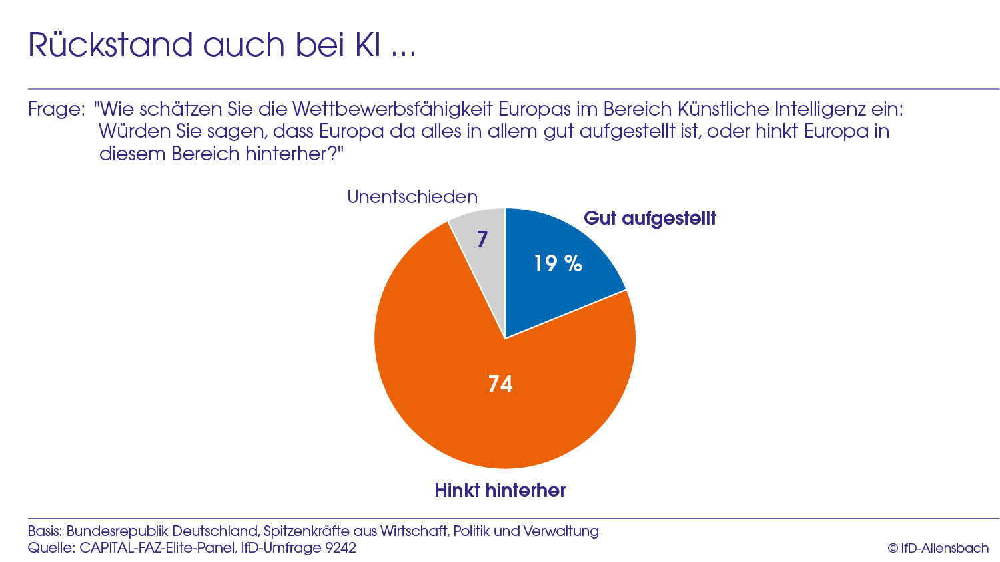 Rückstand auch bei KI ...
Frage: "Wie schätzen Sie die Wettbewerbsfähigkeit Europas im Bereich Künstliche Intelligenz ein:
Würden Sie sagen, dass Europa da alles in allem gut aufgestellt ist, oder hinkt Europa in
diesem Bereich hinterher?"
Unentschieden
Gut aufgestellt
7
19 %
74
Hinkt hinterher
Basis: Bundesrepublik Deutschland, Spitzenkräfte aus Wirtschaft, Politik und Verwaltung
Quelle: CAPITAL-FAZ-Elite-Panel, IfD-Umfrage 9242
© IfD-Allensbach